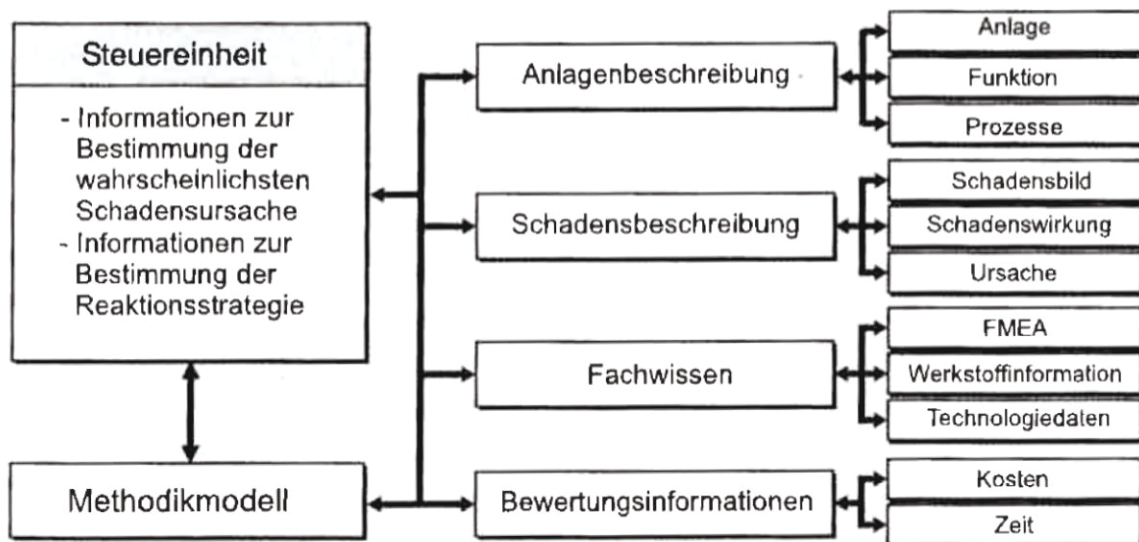 Steuereinheit
- Informationen zur
Bestimmung der
wahrscheinlichsten
Schadensursache
- Informationen zur
Bestimmung der
Reaktionsstrategie
Methodikmodell
Anlagenbeschreibung
Anlage
Funktion
Prozesse
Schadensbeschreibung
Schadensbild
Schadenswirkung
Ursache
Fachwissen
FMEA
Werkstoffinformation
Technologiedaten
Bewertungsinformationen
Kosten
Zeit